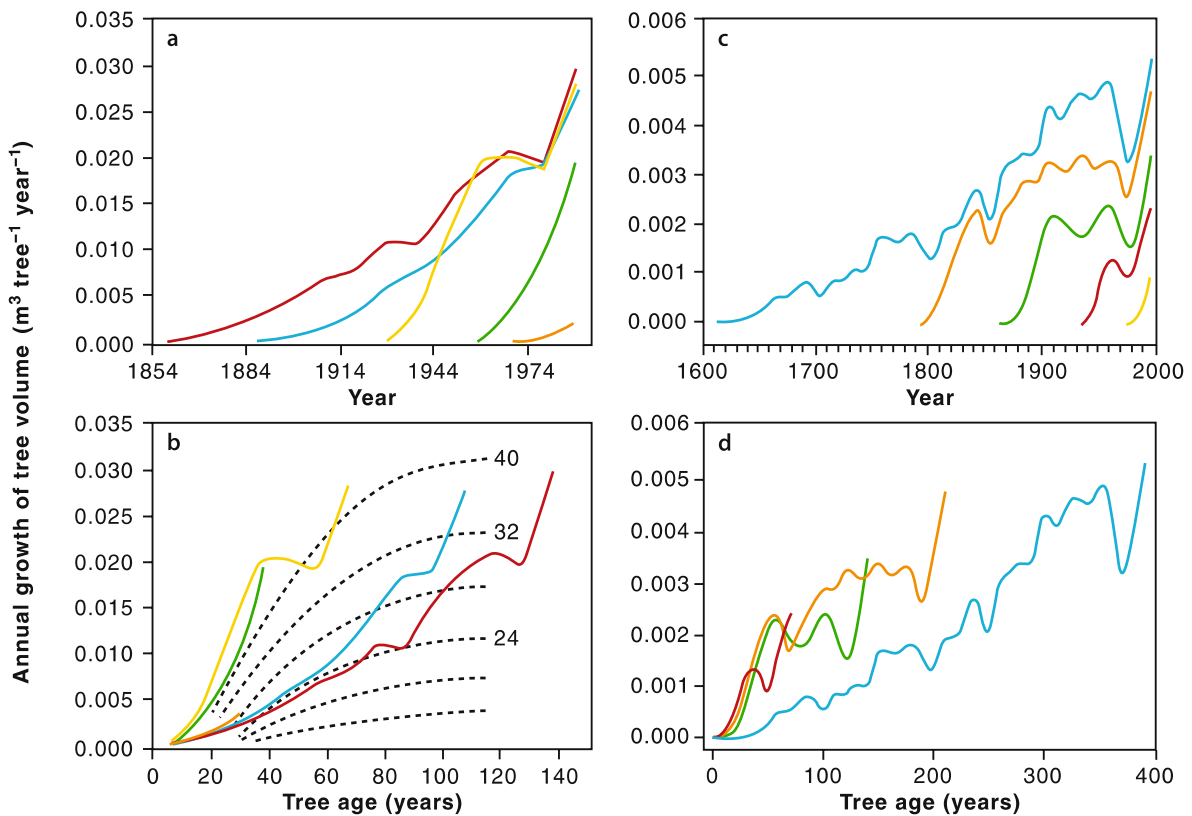 Annual growth of tree volume (m³ tree⁻¹ year⁻¹)
a
0.035
0.030
0.025
0.020
0.015
0.010
0.005
0.000
1854 1884 1914 1944 1974
Year
c
0.006
0.005
0.004
0.003
0.002
0.001
0.000
1600 1700 1800 1900 2000
Year
b
0.035
0.030
0.025
0.020
0.015
0.010
0.005
0.000
40
32
24
0 20 40 60 80 100 120 140
Tree age (years)
d
0.006
0.005
0.004
0.003
0.002
0.001
0.000
0 100 200 300 400
Tree age (years)